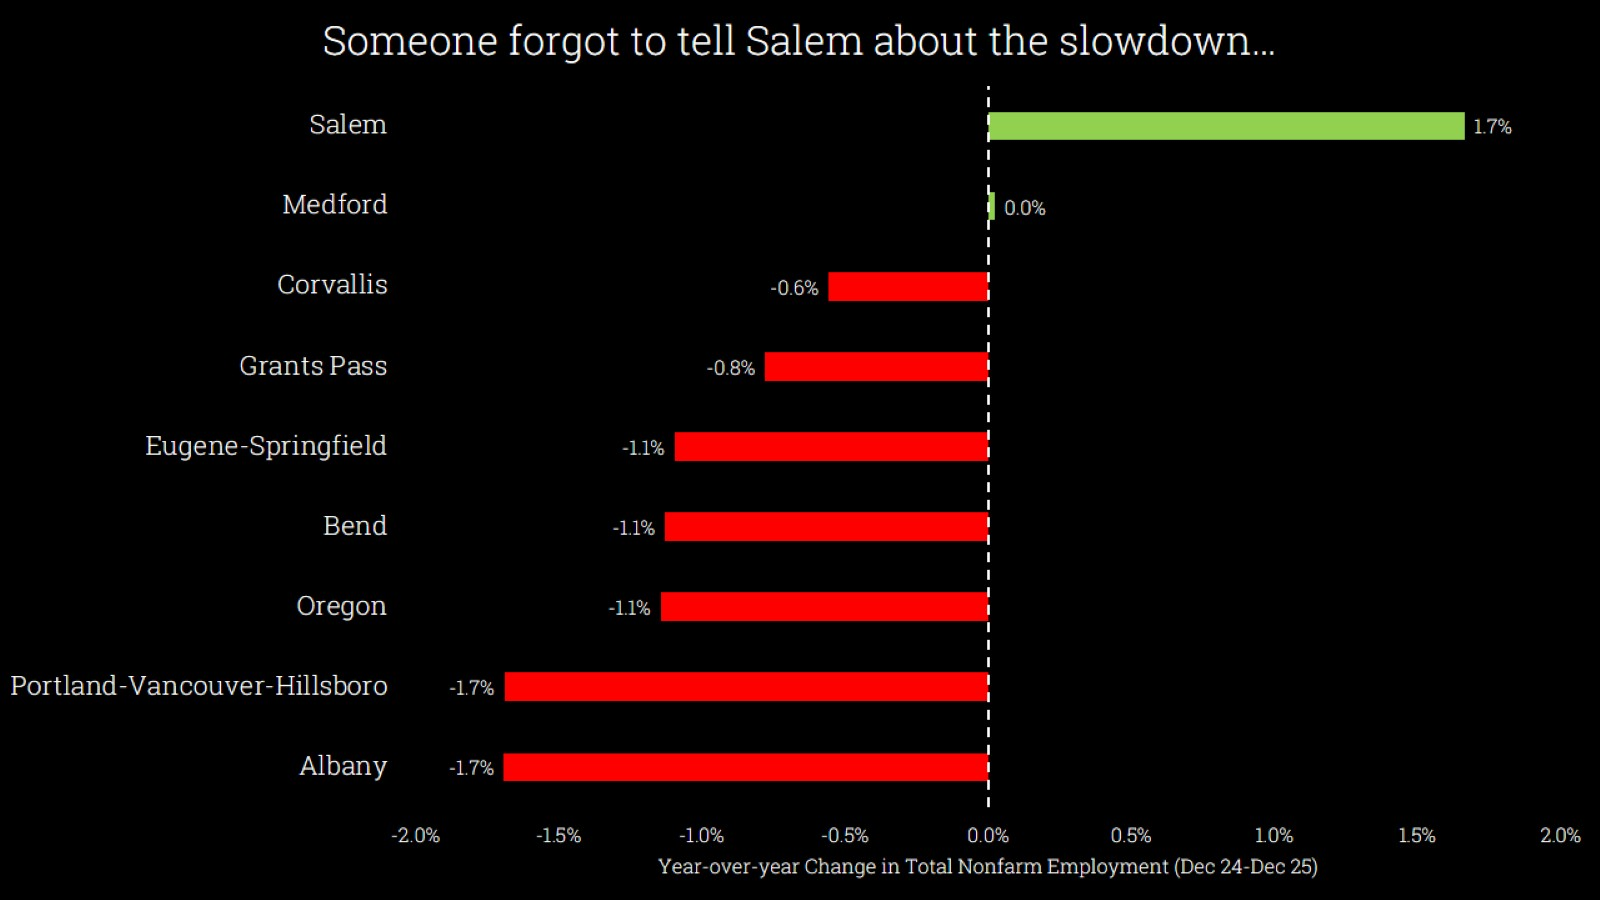 Someone forgot to tell Salem about the slowdown...
Salem 1.7%
Medford 0.0%
Corvallis -0.6%
Grants Pass -0.8%
Eugene-Springfield -1.1%
Bend -1.1%
Oregon -1.1%
Portland-Vancouver-Hillsboro -1.7%
Albany -1.7%
-2.0% -1.5% -1.0% -0.5% 0.0% 0.5% 1.0% 1.5% 2.0%
Year-over-year Change in Total Nonfarm Employment (Dec 24-Dec 25)